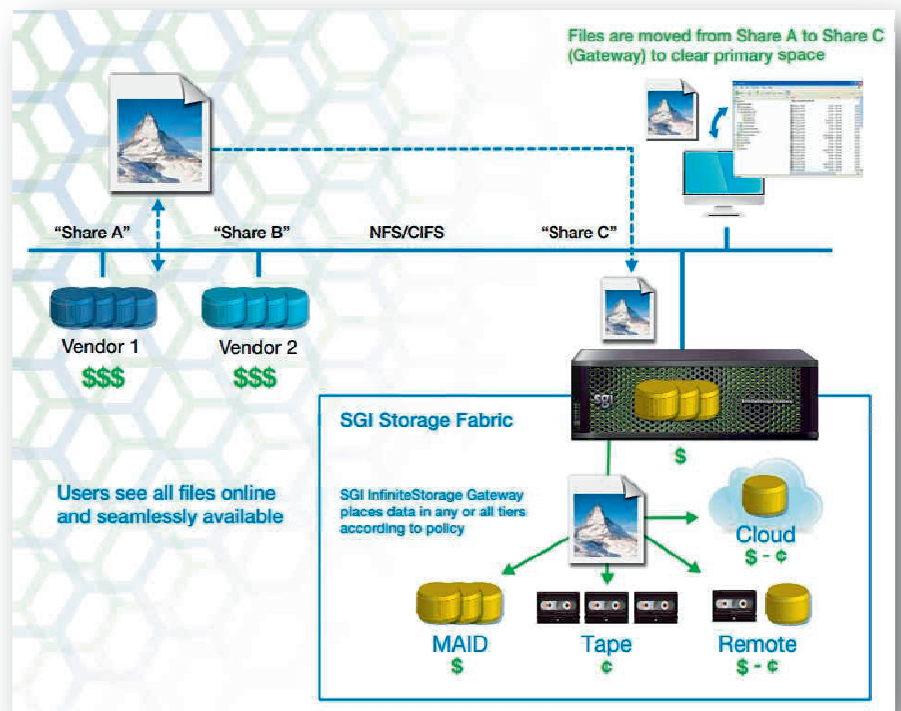 Files are moved from Share A to Share C
(Gateway) to clear primary space
“Share A”
“Share B”
NFS/CIFS
“Share C”
Vendor 1
$$$
Vendor 2
$$$
sgi
$
SGI Storage Fabric
Users see all files online
and seamlessly available
SGI InfiniteStorage Gateway
places data in any or all tiers
according to policy
Cloud
$ - ¢
MAID
$
Tape
¢
Remote
$ - ¢